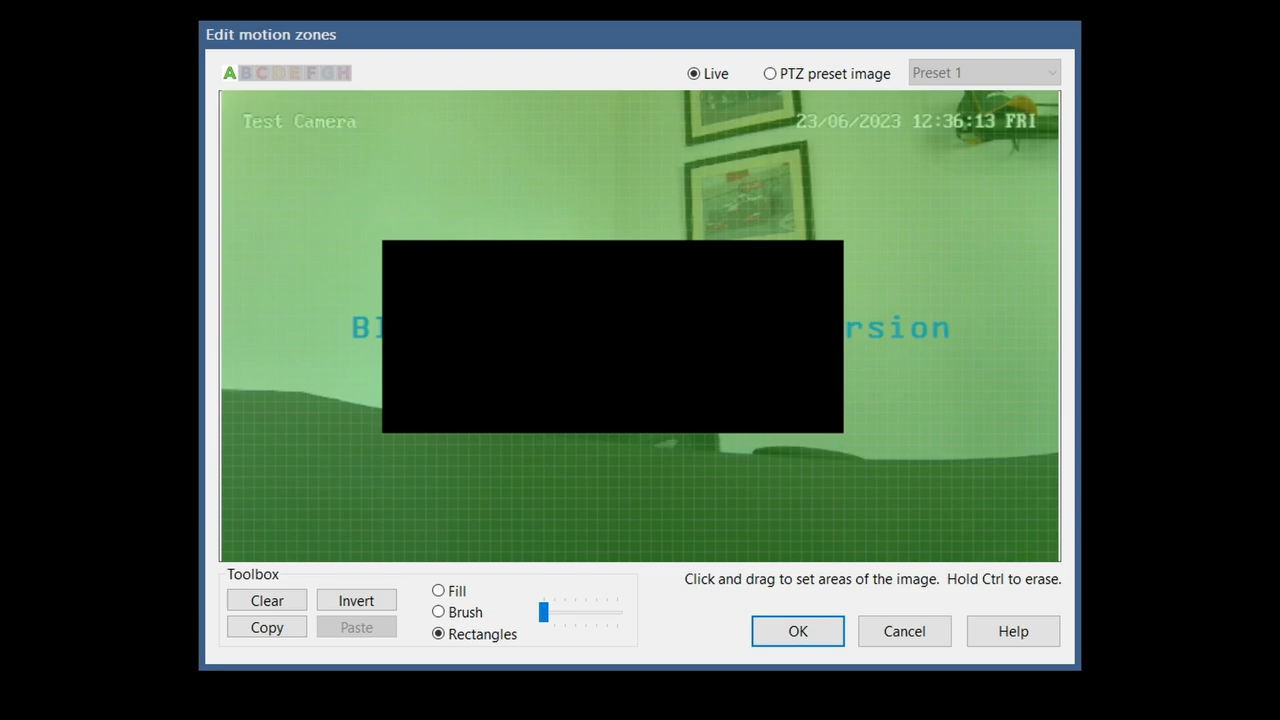 Edit motion zones
A B C D E F G H
Live
PTZ preset image
Preset 1
Test Camera
23/06/2023 12:36:13 FRI
rsion
Toolbox
Clear
Invert
Copy
Paste
Fill
Brush
Rectangles
Click and drag to set areas of the image. Hold Ctrl to erase.
OK
Cancel
Help